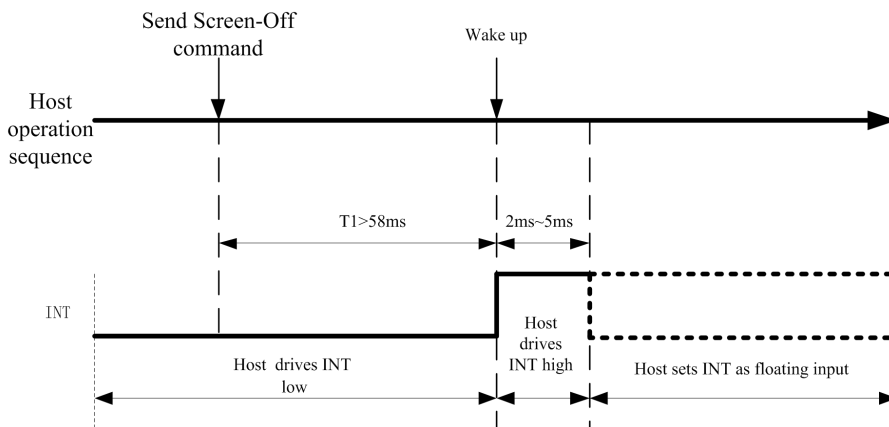 Send Screen-Off
command
Wake up
Host
operation
sequence
T1>58ms
2ms~5ms
INT
Host drives INT
low
Host
drives
INT high
Host sets INT as floating input